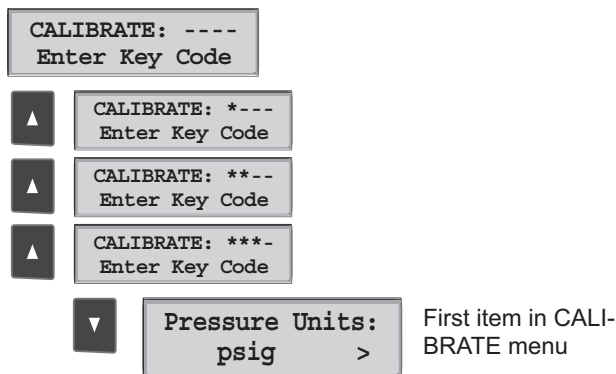 CALIBRATE: ----
Enter Key Code
CALIBRATE: *---
Enter Key Code
CALIBRATE: **--
Enter Key Code
CALIBRATE: ***-
Enter Key Code
Pressure Units:
psig >
First item in CALI-
BRATE menu